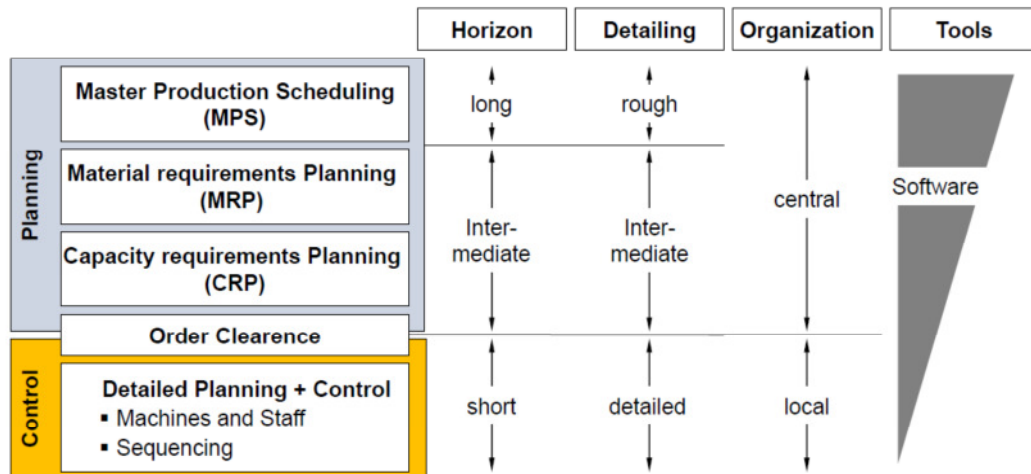 Horizon
Detailing
Organization
Tools
Planning
Master Production Scheduling
(MPS)
long
rough
Material requirements Planning
(MRP)
Capacity requirements Planning
(CRP)
Inter-
mediate
Inter-
mediate
central
Software
Order Clearence
Control
Detailed Planning + Control
▪ Machines and Staff
▪ Sequencing
short
detailed
local